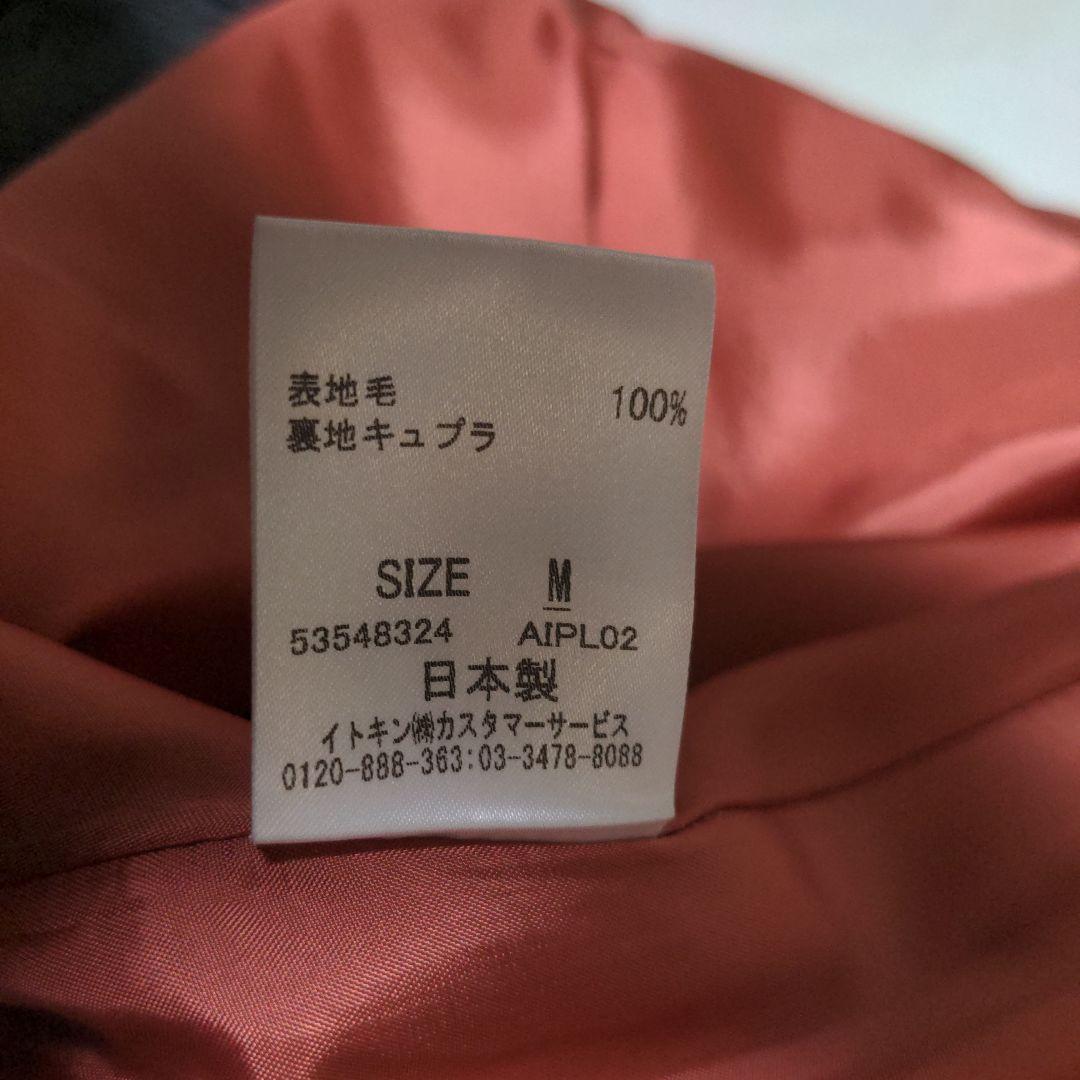 表地毛 100%
裏地キュプラ
SIZE M
53548324 AIPL02
日本製
イトキン㈱カスタマーサービス
0120-888-363:03-3478-8088